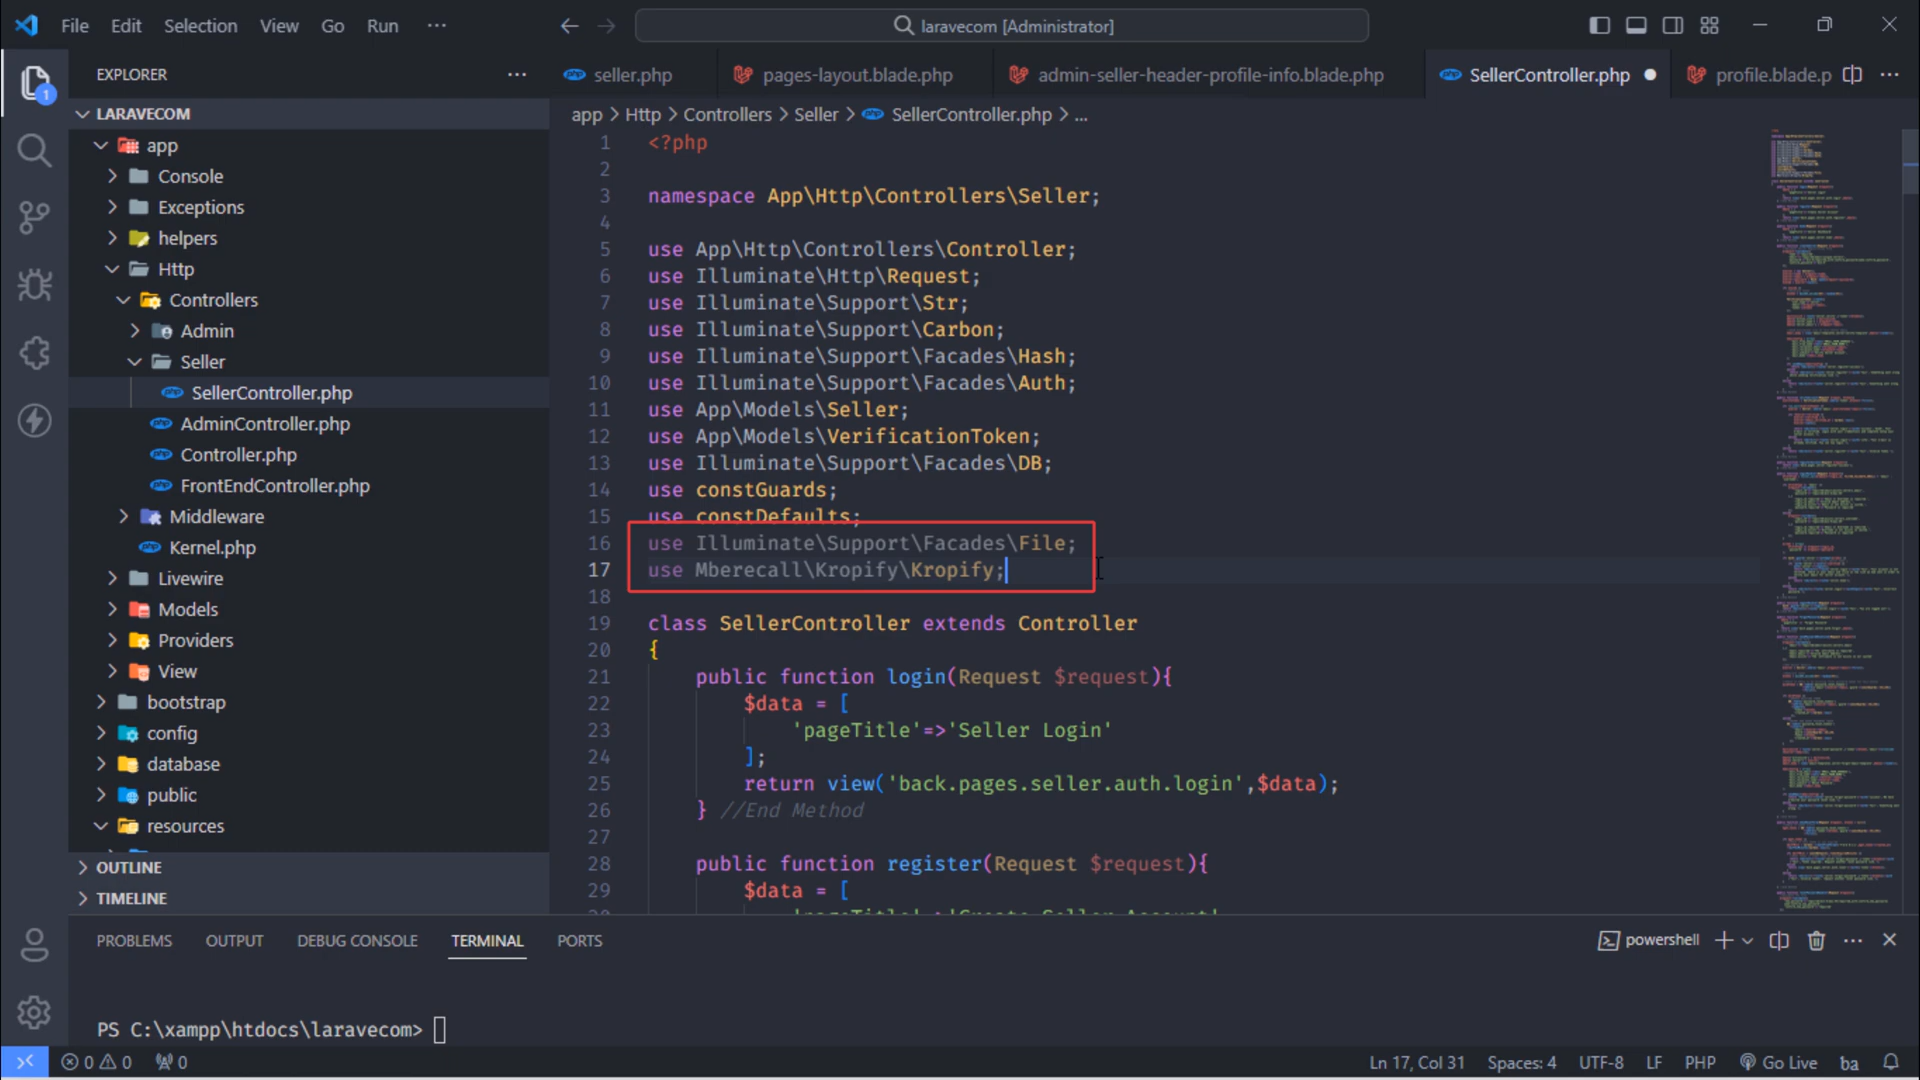 File Edit Selection View Go Run ...
laravecom [Administrator]
EXPLORER
seller.php
pages-layout.blade.php
admin-seller-header-profile-info.blade.php
SellerController.php
profile.blade.p
LARAVECOM
app
Console
Exceptions
helpers
Http
Controllers
Admin
Seller
SellerController.php
AdminController.php
Controller.php
FrontEndController.php
Middleware
Kernel.php
Livewire
Models
Providers
View
bootstrap
config
database
public
resources
OUTLINE
TIMELINE
1
app > Http > Controllers > Seller > SellerController.php > ...
1 <?php
2
3 namespace App\Http\Controllers\Seller;
4
5 use App\Http\Controllers\Controller;
6 use Illuminate\Http\Request;
7 use Illuminate\Support\Str;
8 use Illuminate\Support\Carbon;
9 use Illuminate\Support\Facades\Hash;
10 use Illuminate\Support\Facades\Auth;
11 use App\Models\Seller;
12 use App\Models\VerificationToken;
13 use Illuminate\Support\Facades\DB;
14 use constGuards;
15 use constDefaults;
16 use Illuminate\Support\Facades\File;
17 use Mberecall\Kropify\Kropify;
18
19 class SellerController extends Controller
20 {
21 public function login(Request $request){
22 $data = [
23 'pageTitle'=>'Seller Login'
24 ];
25 return view('back.pages.seller.auth.login',$data);
26 } //End Method
27
28 public function register(Request $request){
29 $data = [
PROBLEMS OUTPUT DEBUG CONSOLE TERMINAL PORTS
powershell
PS C:\xampp\htdocs\laravecom>
0 0 0
Ln 17, Col 31 Spaces: 4 UTF-8 LF PHP Go Live ba